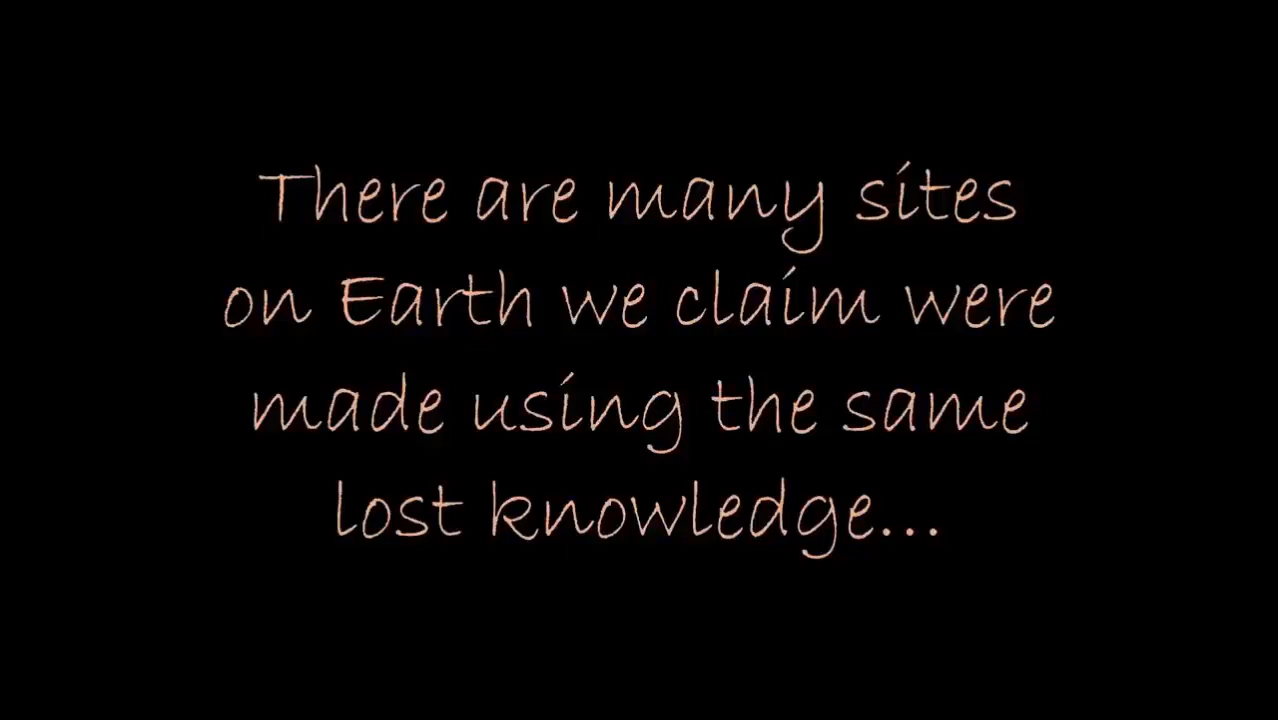 There are many sites
on Earth we claim were
made using the same
lost knowledge...